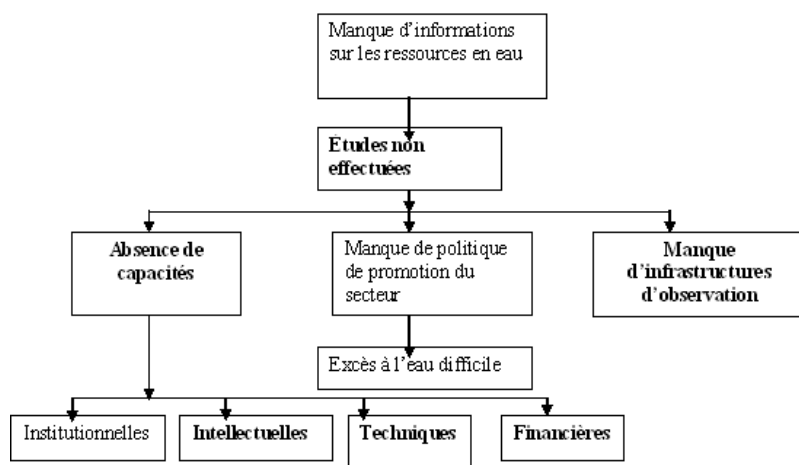 Manque d'informations
sur les ressources en eau
Études non
effectuées
Absence de
capacités
Manque de politique
de promotion du
secteur
Manque
d'infrastructures
d'observation
Excès à l'eau difficile
Institutionnelles
Intellectuelles
Techniques
Financières